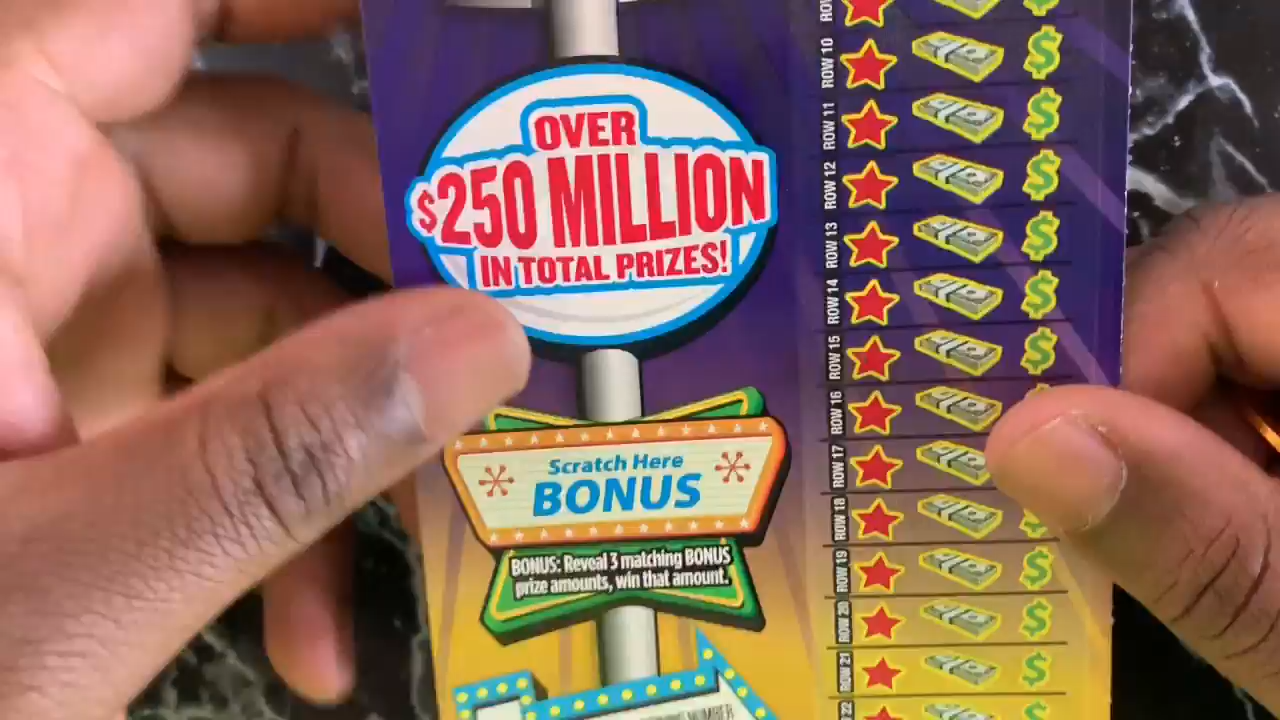 OVER
$250 MILLION
IN TOTAL PRIZES!
Scratch Here
BONUS
BONUS: Reveal 3 matching BONUS
prize amounts, win that amount.
NUMBER
ROW 10
ROW 11
ROW 12
ROW 13
ROW 14
ROW 15
ROW 16
ROW 17
ROW 18
ROW 19
ROW 20
ROW 21
22